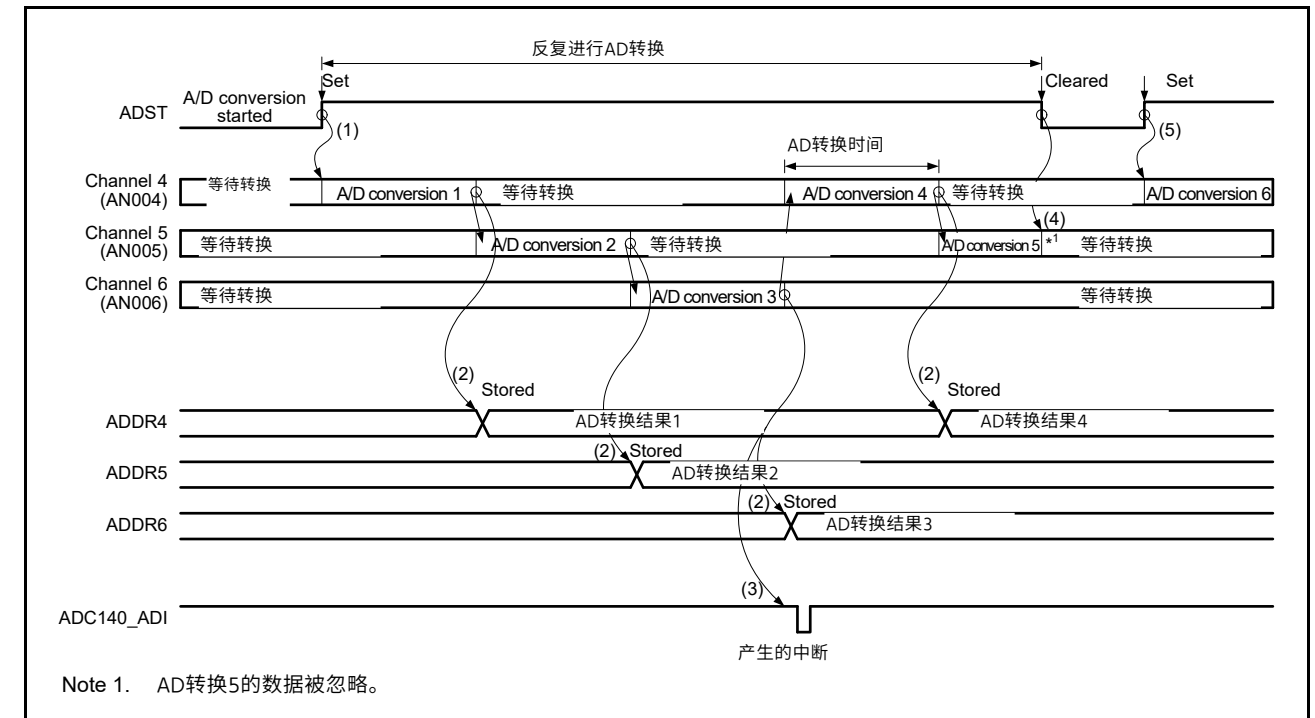 反复进行AD转换
Set
Cleared
Set
ADST
A/D conversion
started
(1)
(5)
AD转换时间
Channel 4
(AN004)
等待转换
A/D conversion 1
等待转换
A/D conversion 4
等待转换
A/D conversion 6
(4)
Channel 5
(AN005)
等待转换
A/D conversion 2
等待转换
A/D conversion 5
*1
等待转换
Channel 6
(AN006)
等待转换
A/D conversion 3
等待转换
(2)
Stored
(2)
Stored
ADDR4
AD转换结果1
AD转换结果4
(2)
Stored
ADDR5
AD转换结果2
(2)
Stored
ADDR6
AD转换结果3
(3)
ADC140_ADI
产生的中断
Note 1. AD转换5的数据被忽略。